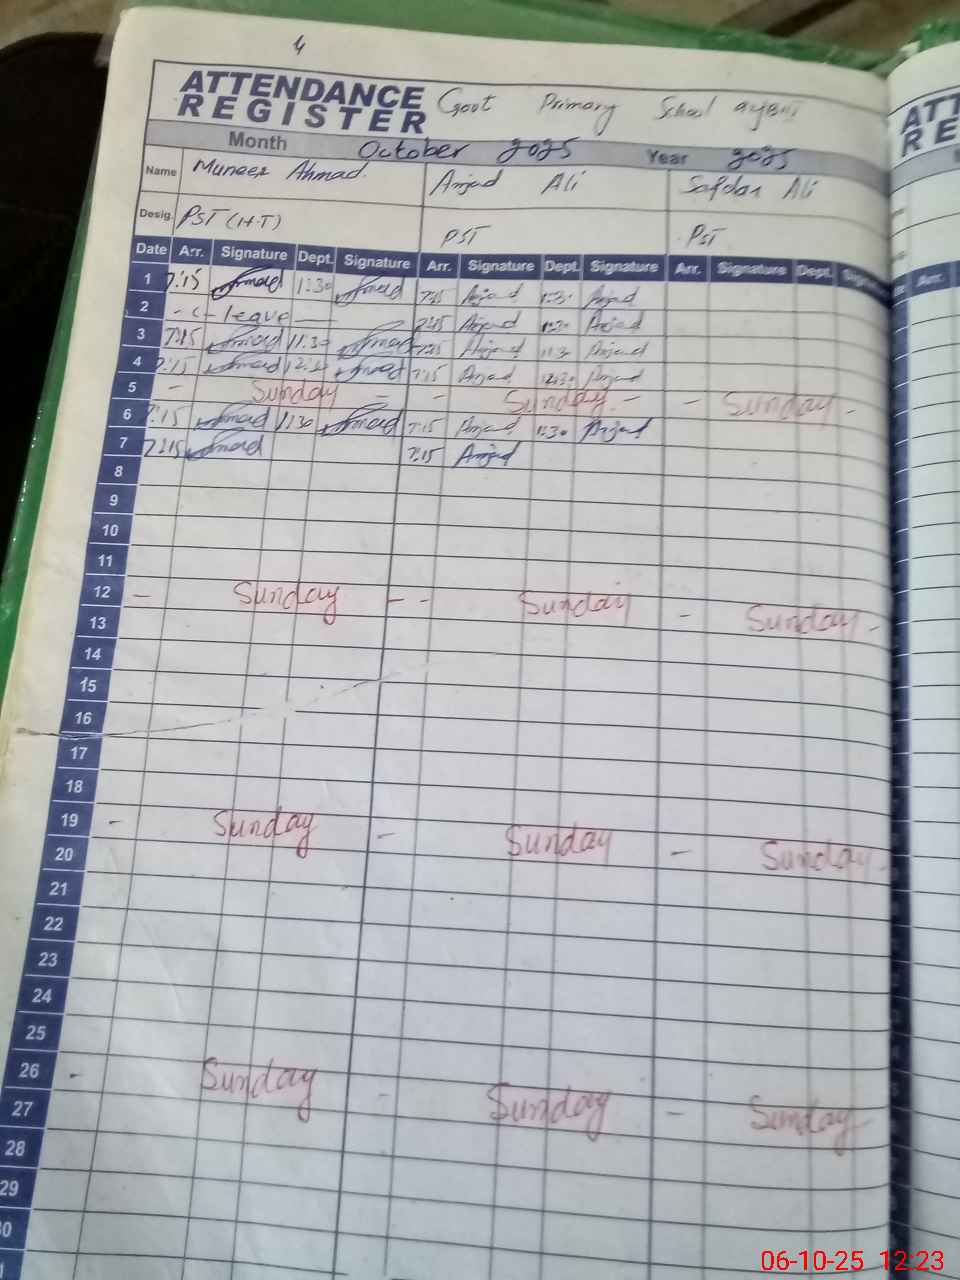 4
ATTENDANCE
REGISTER
Govt Primary School
Month October 2025 Year 2025
Name Muneer Ahmad Amjad Ali Safdar Ali
Desig. PST (H.T) PST PST
Date Arr. Signature Dept. Signature Arr. Signature Dept. Signature Arr. Signature Dept. Sign
1 7:15 Ahmad 11:30 Ahmad 7:15 Amjad 11:30 Amjad
2 - C-leave 7:15 Amjad 11:30 Amjad
3 7:15 Ahmad 11:30 Ahmad 7:15 Amjad 11:30 Amjad
4 7:15 Ahmad 12:30 Ahmad 7:15 Amjad 12:30 Amjad
5 - Sunday - - Sunday - - Sunday -
6 7:15 Ahmad 11:30 Ahmad 7:15 Amjad 11:30 Amjad
7 7:15 Ahmad 7:15 Amjad
8
9
10
11
12 - Sunday - - Sunday - Sunday -
13
14
15
16
17
18
19 - Sunday - Sunday - Sunday -
20
21
22
23
24
25
26 - Sunday - Sunday - Sunday
27
28
29
30
ATT
RE
Arr.
06-10-25 12:23